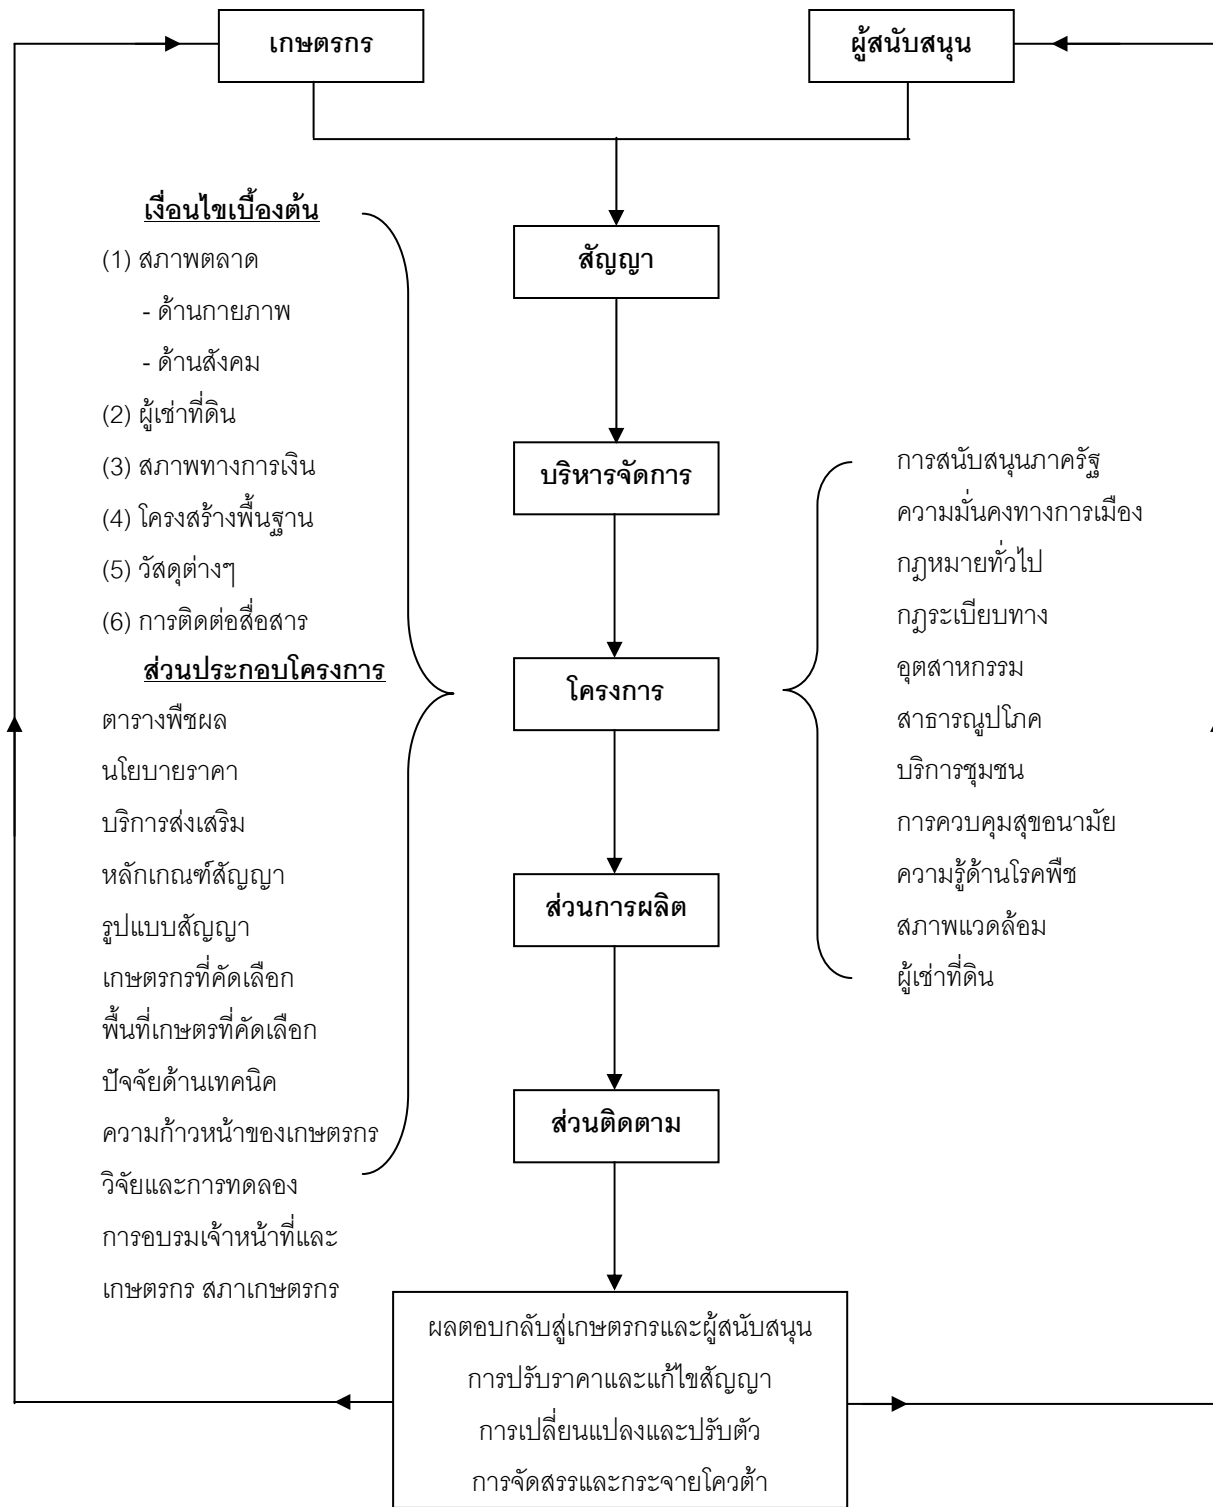 เกษตรกร
ผู้สนับสนุน
เงื่อนไขเบื้องต้น
(1) สภาพตลาด
- ด้านกายภาพ
- ด้านสังคม
(2) ผู้เช่าที่ดิน
(3) สภาพทางการเงิน
(4) โครงสร้างพื้นฐาน
(5) วัสดุต่างๆ
(6) การติดต่อสื่อสาร
ส่วนประกอบโครงการ
ตารางพืชผล
นโยบายราคา
บริการส่งเสริม
หลักเกณฑ์สัญญา
รูปแบบสัญญา
เกษตรกรที่คัดเลือก
พื้นที่เกษตรที่คัดเลือก
ปัจจัยด้านเทคนิค
ความก้าวหน้าของเกษตรกร
วิจัยและการทดลอง
การอบรมเจ้าหน้าที่และ
เกษตรกร สภาเกษตรกร
สัญญา
บริหารจัดการ
โครงการ
ส่วนการผลิต
ส่วนติดตาม
การสนับสนุนภาครัฐ
ความมั่นคงทางการเมือง
กฎหมายทั่วไป
กฎระเบียบทาง
อุตสาหกรรม
สาธารณูปโภค
บริการชุมชน
การควบคุมสุขอนามัย
ความรู้ด้านโรคพืช
สภาพแวดล้อม
ผู้เช่าที่ดิน
ผลตอบกลับสู่เกษตรกรและผู้สนับสนุน
การปรับราคาและแก้ไขสัญญา
การเปลี่ยนแปลงและปรับตัว
การจัดสรรและกระจายโควต้า